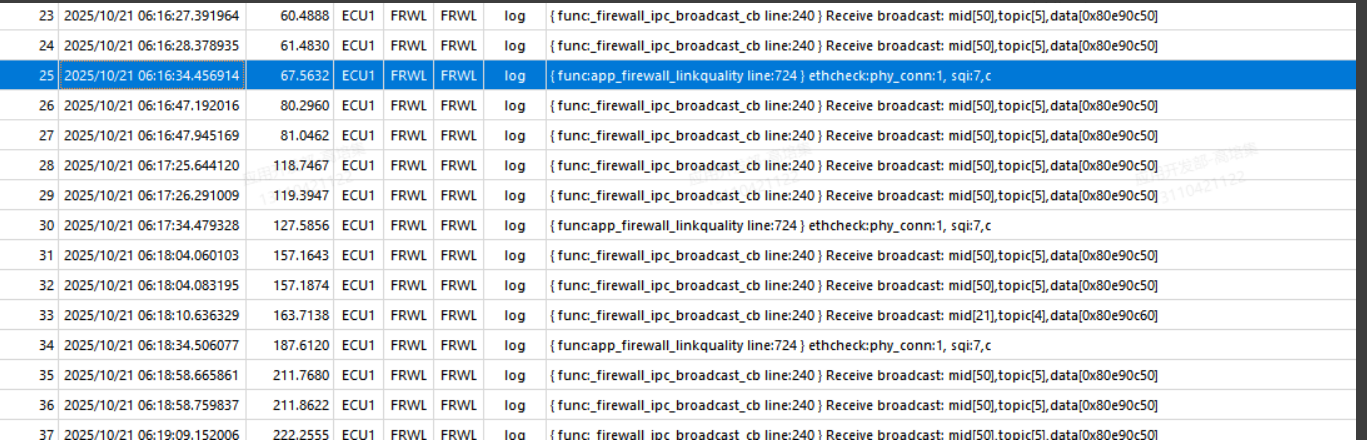 23 2025/10/21 06:16:27.391964 60.4888 ECU1 FRWL FRWL log { func:_firewall_ipc_broadcast_cb line:240 } Receive broadcast: mid[50],topic[5],data[0x80e90c50]
24 2025/10/21 06:16:28.378935 61.4830 ECU1 FRWL FRWL log { func:_firewall_ipc_broadcast_cb line:240 } Receive broadcast: mid[50],topic[5],data[0x80e90c50]
25 2025/10/21 06:16:34.456914 67.5632 ECU1 FRWL FRWL log { func:app_firewall_linkquality line:724 } ethcheck:phy_conn:1, sqi:7,c
26 2025/10/21 06:16:47.192016 80.2960 ECU1 FRWL FRWL log { func:_firewall_ipc_broadcast_cb line:240 } Receive broadcast: mid[50],topic[5],data[0x80e90c50]
27 2025/10/21 06:16:47.945169 81.0462 ECU1 FRWL FRWL log { func:_firewall_ipc_broadcast_cb line:240 } Receive broadcast: mid[50],topic[5],data[0x80e90c50]
28 2025/10/21 06:17:25.644120 118.7467 ECU1 FRWL FRWL log { func:_firewall_ipc_broadcast_cb line:240 } Receive broadcast: mid[50],topic[5],data[0x80e90c50]
29 2025/10/21 06:17:26.291009 119.3947 ECU1 FRWL FRWL log { func:_firewall_ipc_broadcast_cb line:240 } Receive broadcast: mid[50],topic[5],data[0x80e90c50]
30 2025/10/21 06:17:34.479328 127.5856 ECU1 FRWL FRWL log { func:app_firewall_linkquality line:724 } ethcheck:phy_conn:1, sqi:7,c
31 2025/10/21 06:18:04.060103 157.1643 ECU1 FRWL FRWL log { func:_firewall_ipc_broadcast_cb line:240 } Receive broadcast: mid[50],topic[5],data[0x80e90c50]
32 2025/10/21 06:18:04.083195 157.1874 ECU1 FRWL FRWL log { func:_firewall_ipc_broadcast_cb line:240 } Receive broadcast: mid[50],topic[5],data[0x80e90c50]
33 2025/10/21 06:18:10.636329 163.7138 ECU1 FRWL FRWL log { func:_firewall_ipc_broadcast_cb line:240 } Receive broadcast: mid[21],topic[4],data[0x80e90c60]
34 2025/10/21 06:18:34.506077 187.6120 ECU1 FRWL FRWL log { func:app_firewall_linkquality line:724 } ethcheck:phy_conn:1, sqi:7,c
35 2025/10/21 06:18:58.665861 211.7680 ECU1 FRWL FRWL log { func:_firewall_ipc_broadcast_cb line:240 } Receive broadcast: mid[50],topic[5],data[0x80e90c50]
36 2025/10/21 06:18:58.759837 211.8622 ECU1 FRWL FRWL log { func:_firewall_ipc_broadcast_cb line:240 } Receive broadcast: mid[50],topic[5],data[0x80e90c50]
37 2025/10/21 06:19:09.152006 222.2555 ECU1 FRWL FRWL log { func:_firewall_ipc_broadcast_cb line:240 } Receive broadcast: mid[50],topic[5],data[0x80e90c50]